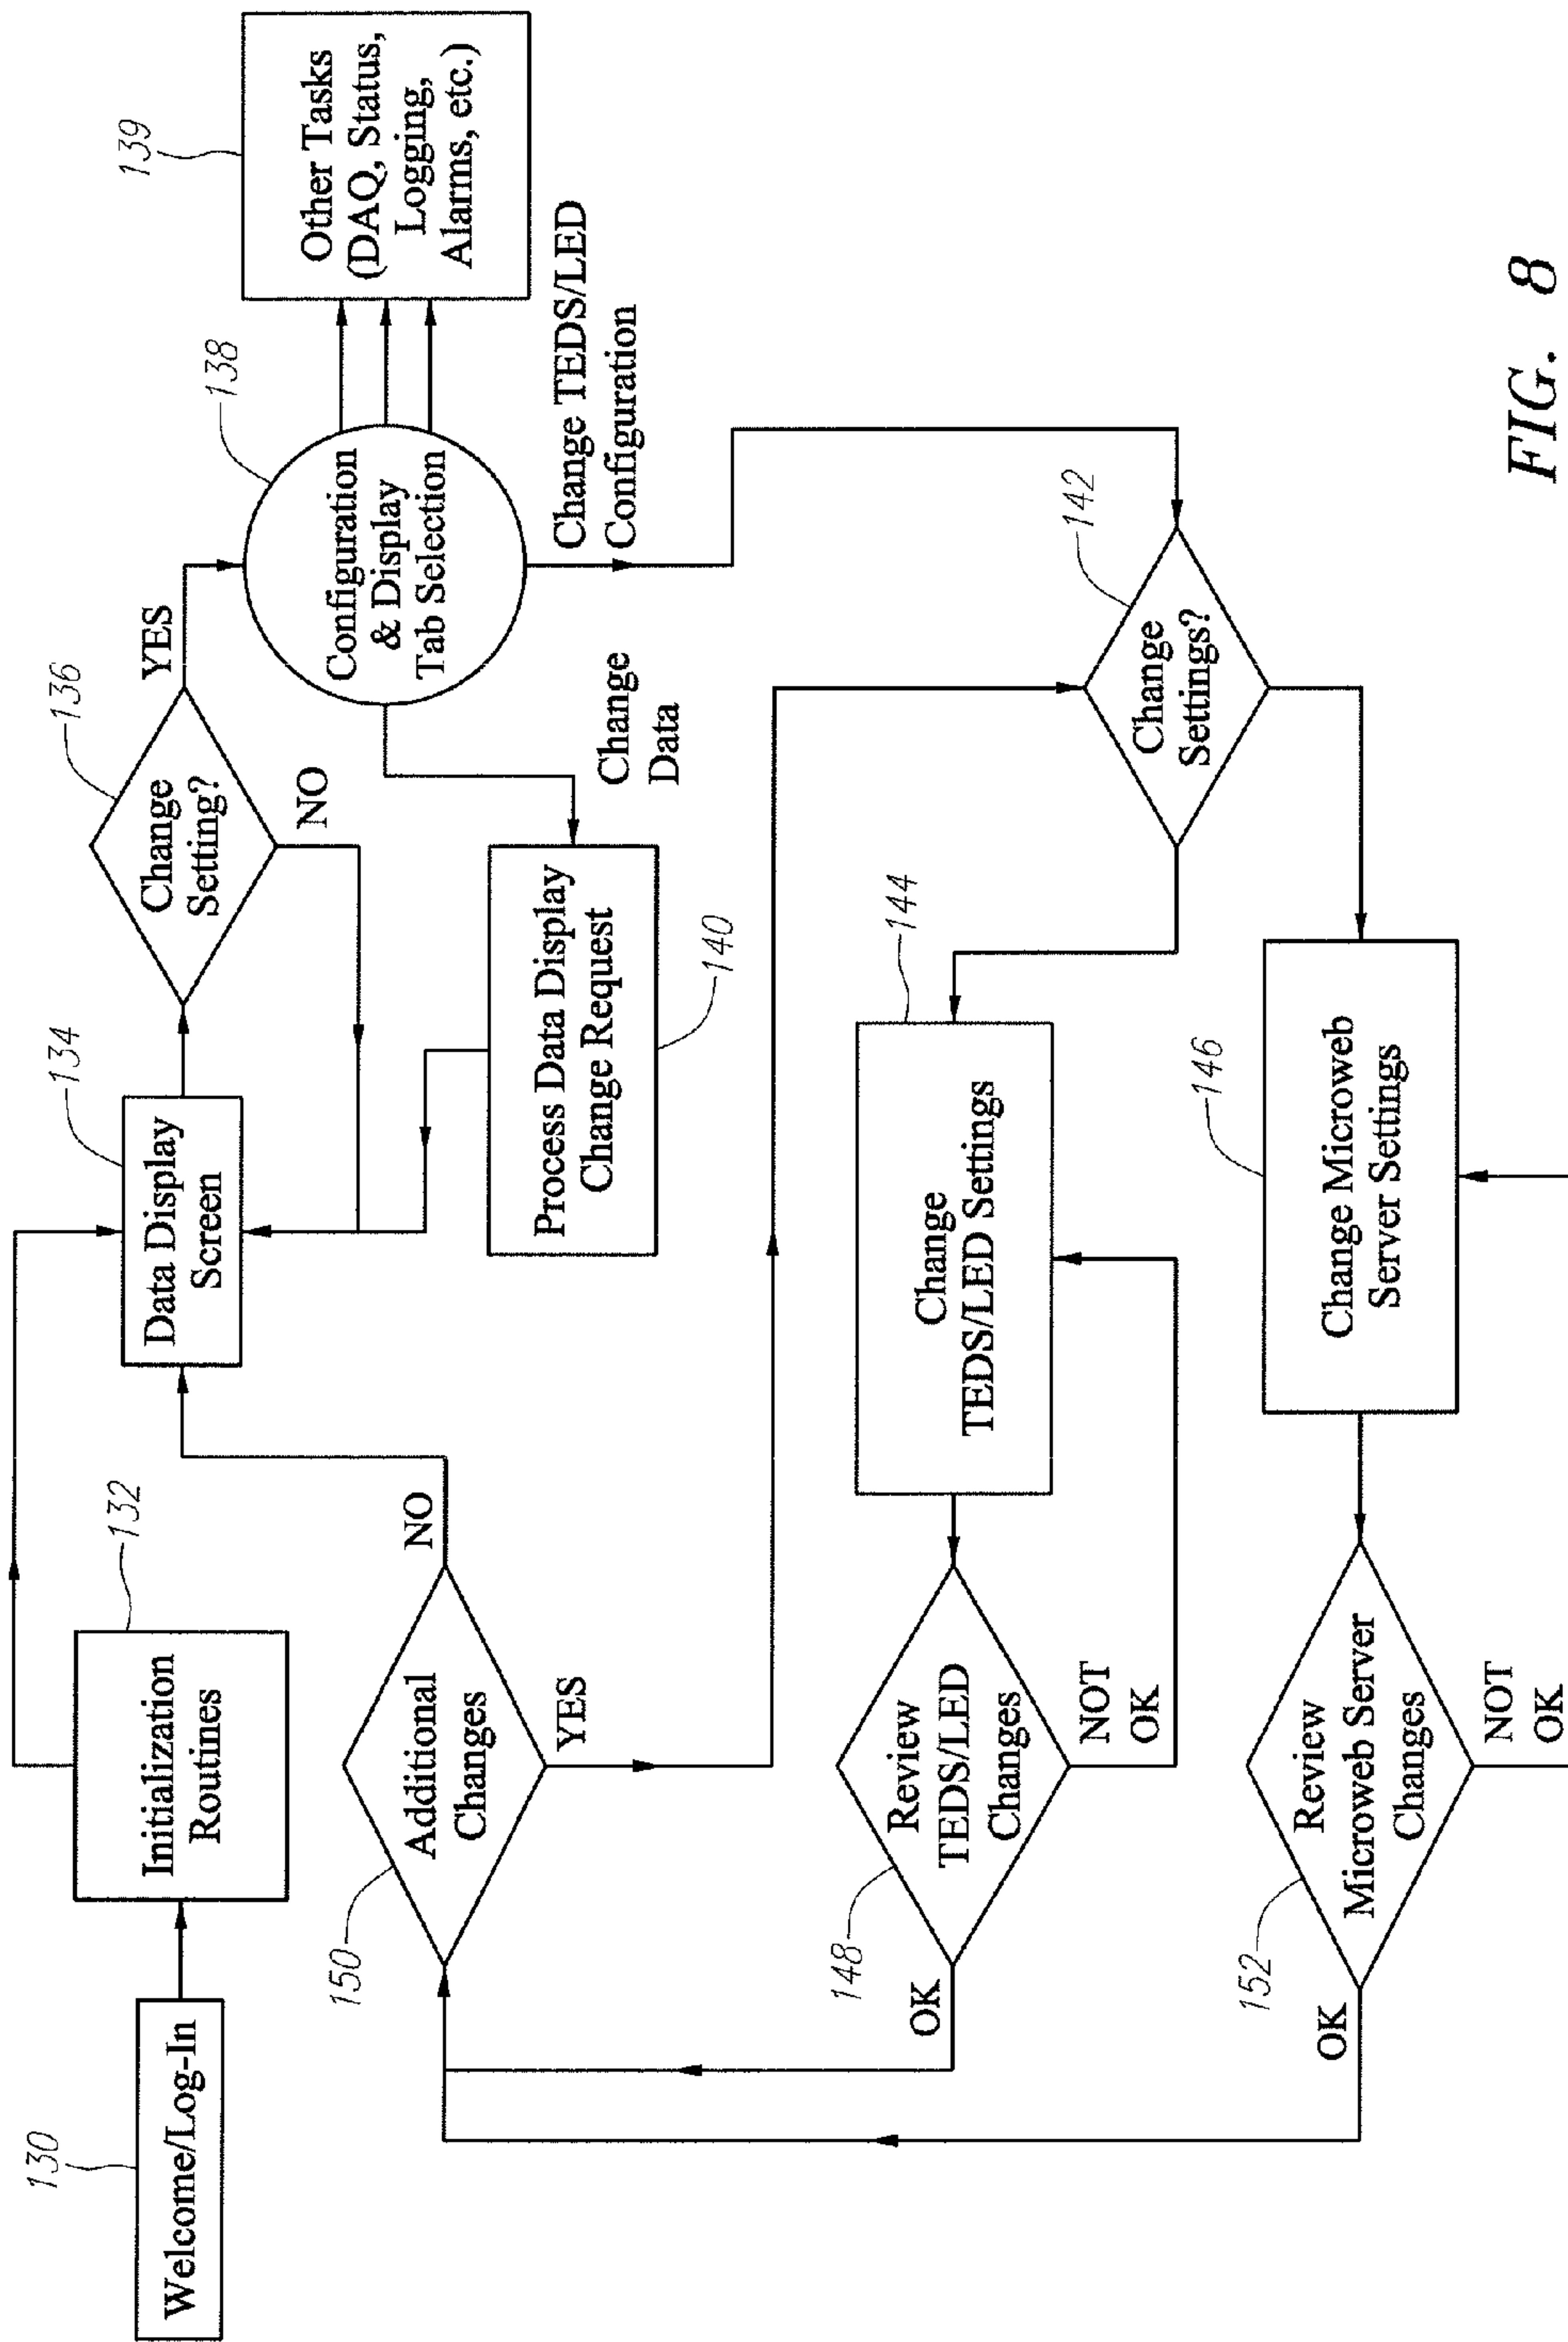 130
Welcome/Log-In
132
Initialization
Routines
134
Data Display
Screen
136
Change
Setting?
YES
NO
138
Configuration
& Display
Tab Selection
139
Other Tasks
(DAQ, Status,
Logging,
Alarms, etc.)
Change
Data
Change TEDS/LED
Configuration
140
Process Data Display
Change Request
150
Additional
Changes
NO
YES
142
Change
Settings?
144
Change
TEDS/LED Settings
148
Review
TEDS/LED
Changes
OK
NOT
OK
146
Change Microweb
Server Settings
152
Review
Microweb Server
Changes
OK
NOT
OK
FIG. 8